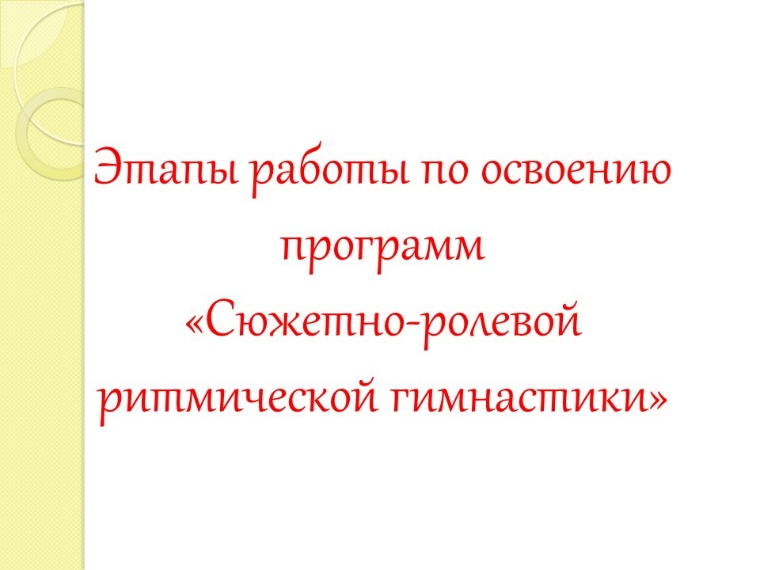 Этапы работы по освоению
программ
«Сюжетно-ролевой
ритмической гимнастики»